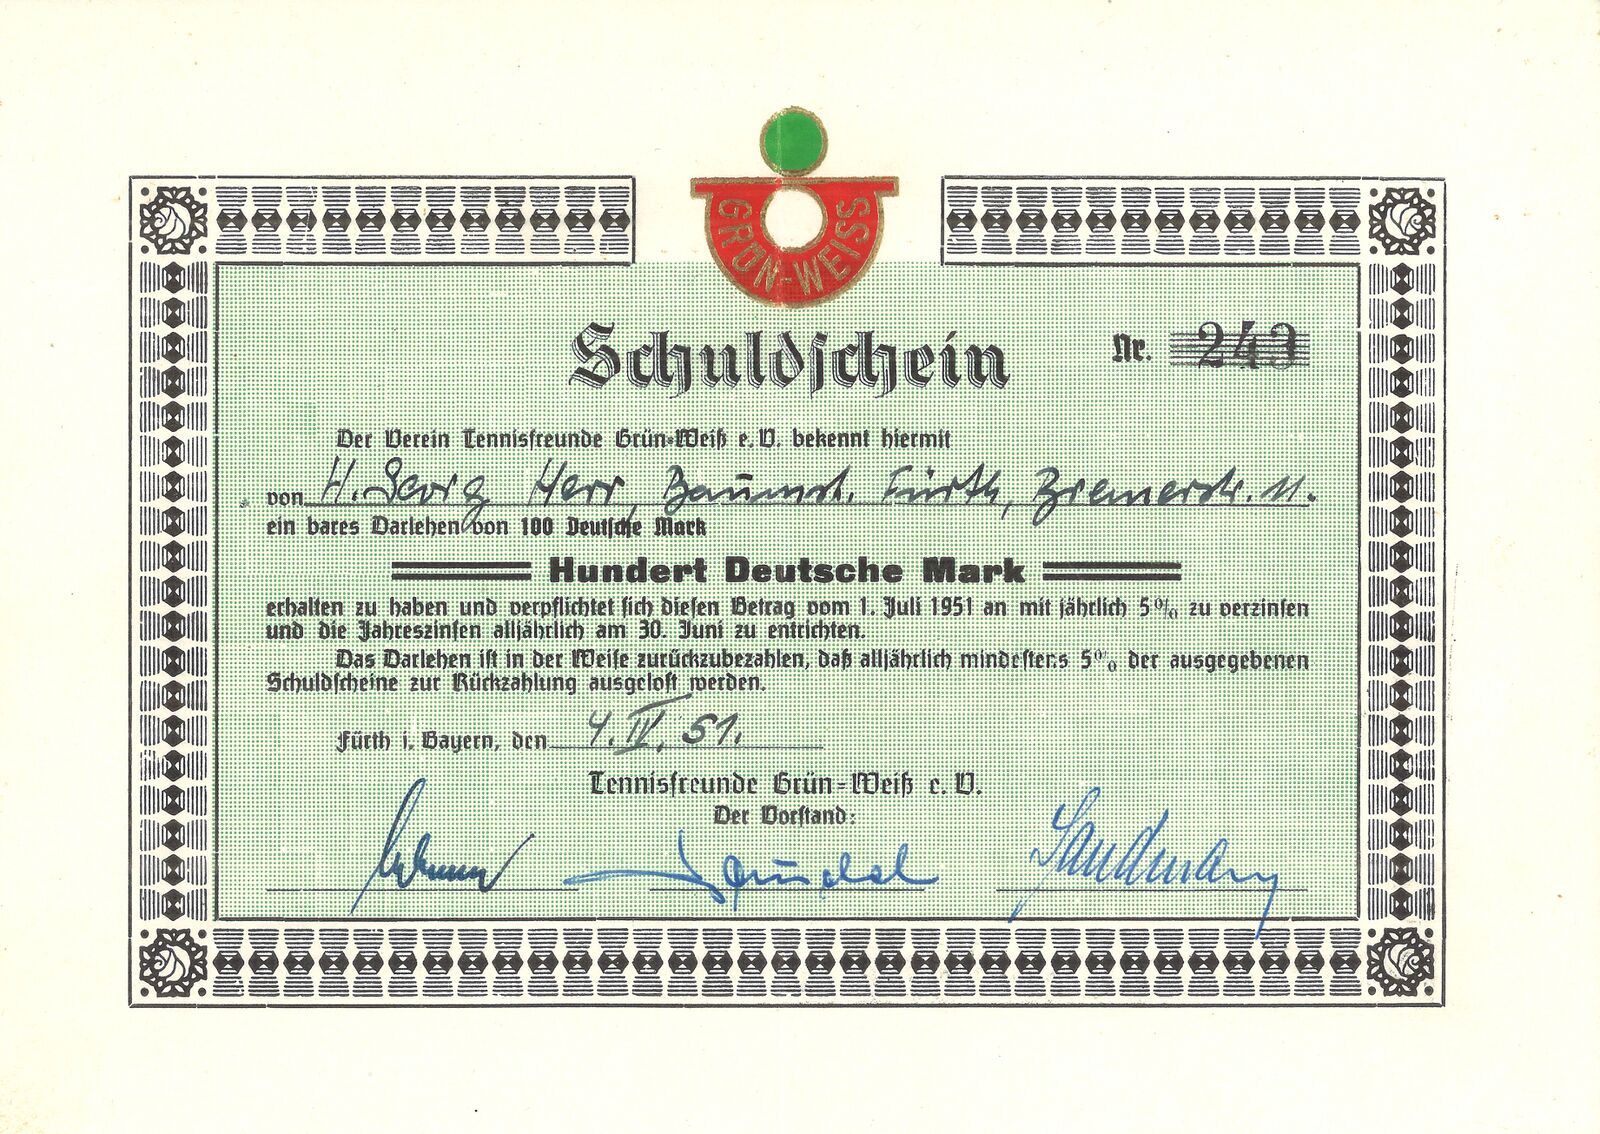 GRÜN-WEISS
Schuldschein
Nr. 243
Der Verein Tennisfreunde Grün-Weiß e. V. bekennt hiermit
von H. Georg Herr, Baumst. Fürth, Bremerstr. 11.
ein bares Darlehen von 100 Deutsche Mark
Hundert Deutsche Mark
erhalten zu haben und verpflichtet sich diesen Betrag vom 1. Juli 1951 an mit jährlich 5% zu verzinsen
und die Jahreszinsen alljährlich am 30. Juni zu entrichten.
Das Darlehen ist in der Weise zurückzubezahlen, daß alljährlich mindestens 5% der ausgegebenen
Schuldscheine zur Rückzahlung ausgelost werden.
Fürth i. Bayern, den 4. IV. 51.
Tennisfreunde Grün-Weiß e. V.
Der Vorstand: